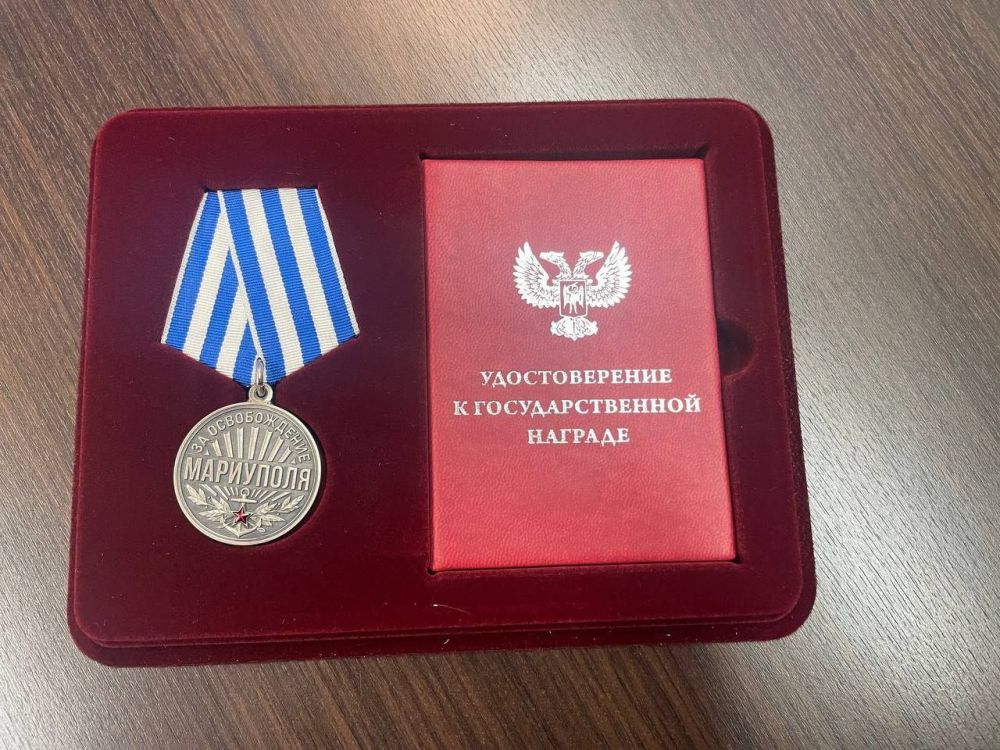 ЗА ОСВОБОЖДЕНИЕ
МАРИУПОЛЯ
УДОСТОВЕРЕНИЕ
К ГОСУДАРСТВЕННОЙ
НАГРАДЕ